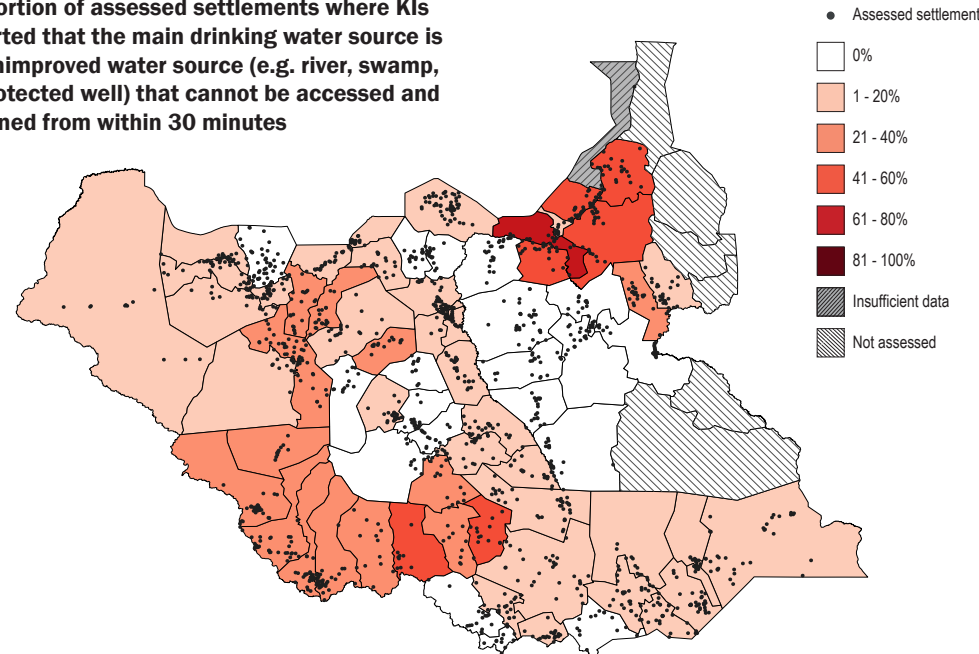 ortion of assessed settlements where KIs
rted that the main drinking water source is
nimproved water source (e.g. river, swamp,
otected well) that cannot be accessed and
ned from within 30 minutes
Assessed settlement
0%
1 - 20%
21 - 40%
41 - 60%
61 - 80%
81 - 100%
Insufficient data
Not assessed